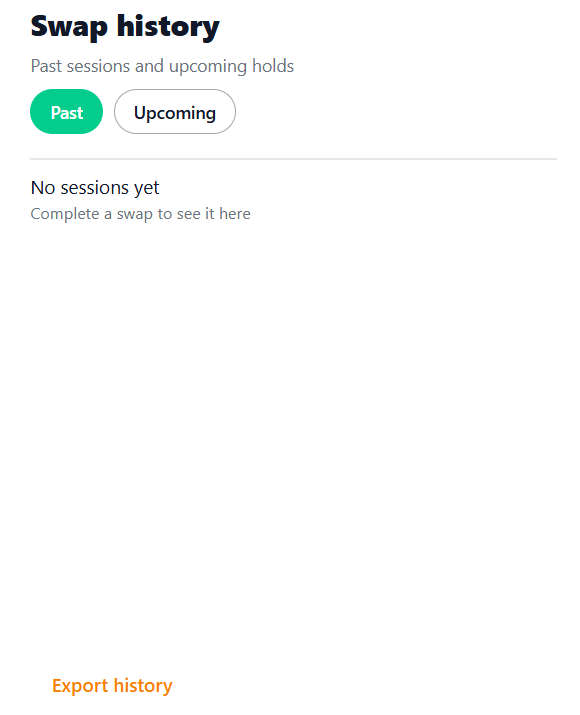 Swap history
Past sessions and upcoming holds
Past
Upcoming
No sessions yet
Complete a swap to see it here
Export history